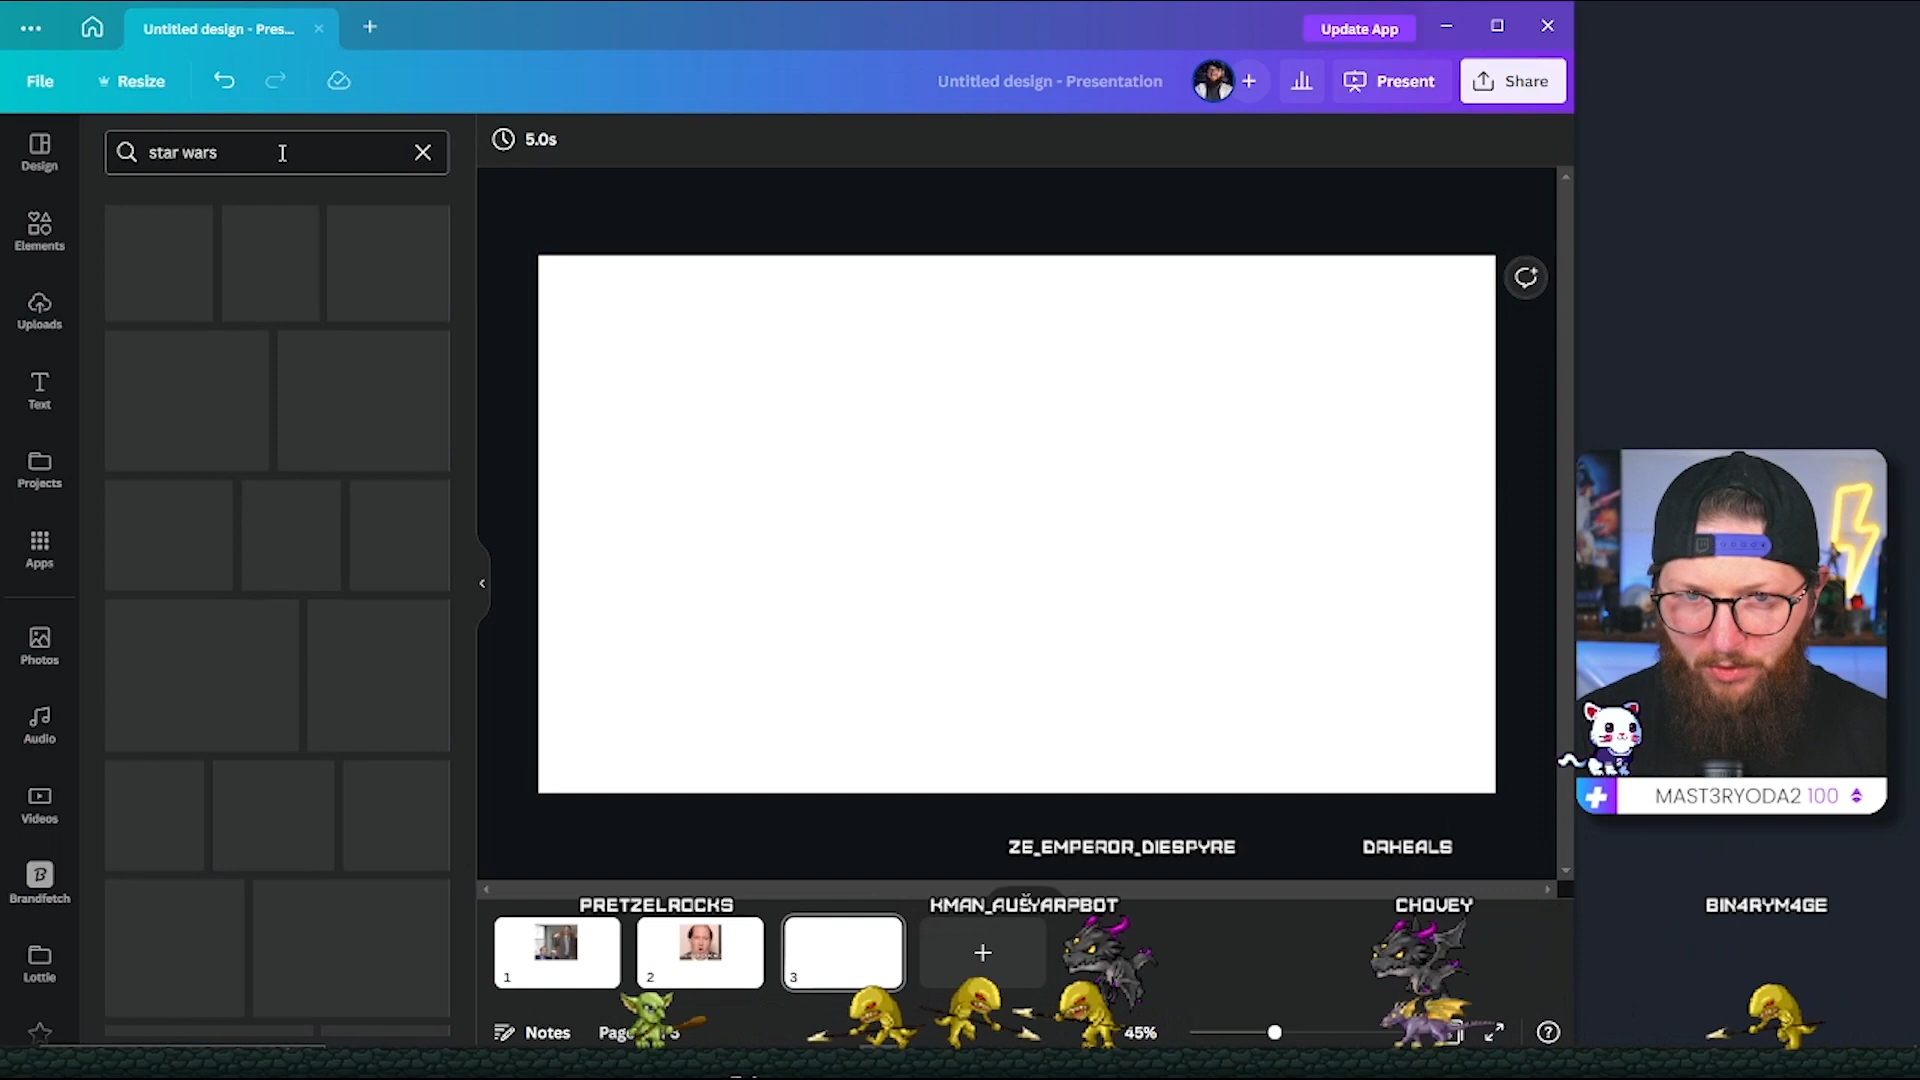 Untitled design - Pres...
Update App
File
Resize
Untitled design - Presentation
Present
Share
Design
Elements
Uploads
Text
Projects
Apps
Photos
Audio
Videos
Brandfetch
Lottie
star wars
5.0s
MAST3RYODA2 100
ZE_EMPEROR_DIESPYRE
DRHEALS
PRETZELROCKS
CHOVEY
BIN4RYM4GE
1
2
3
Notes
45%